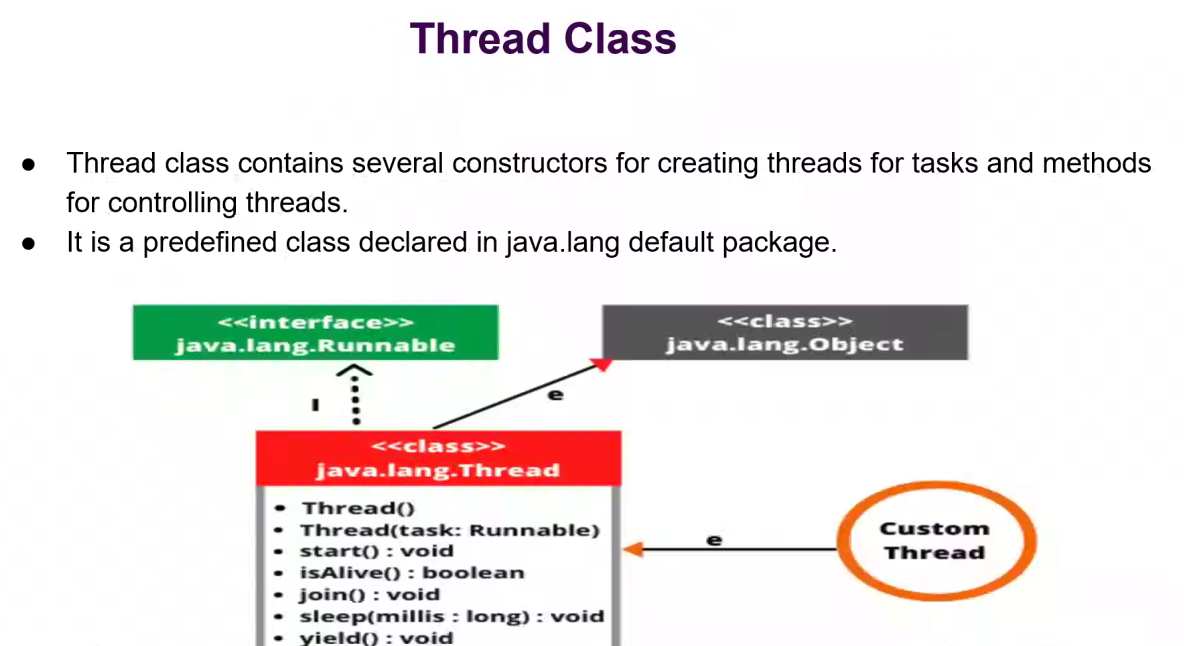 Thread Class
● Thread class contains several constructors for creating threads for tasks and methods
for controlling threads.
● It is a predefined class declared in java.lang default package.
<<interface>>
java.lang.Runnable
<<class>>
java.lang.Object
I
e
<<class>>
java.lang.Thread
• Thread()
• Thread(task: Runnable)
• start() : void
• isAlive() : boolean
• join() : void
• sleep(millis : long) : void
• yield() : void
e
Custom
Thread